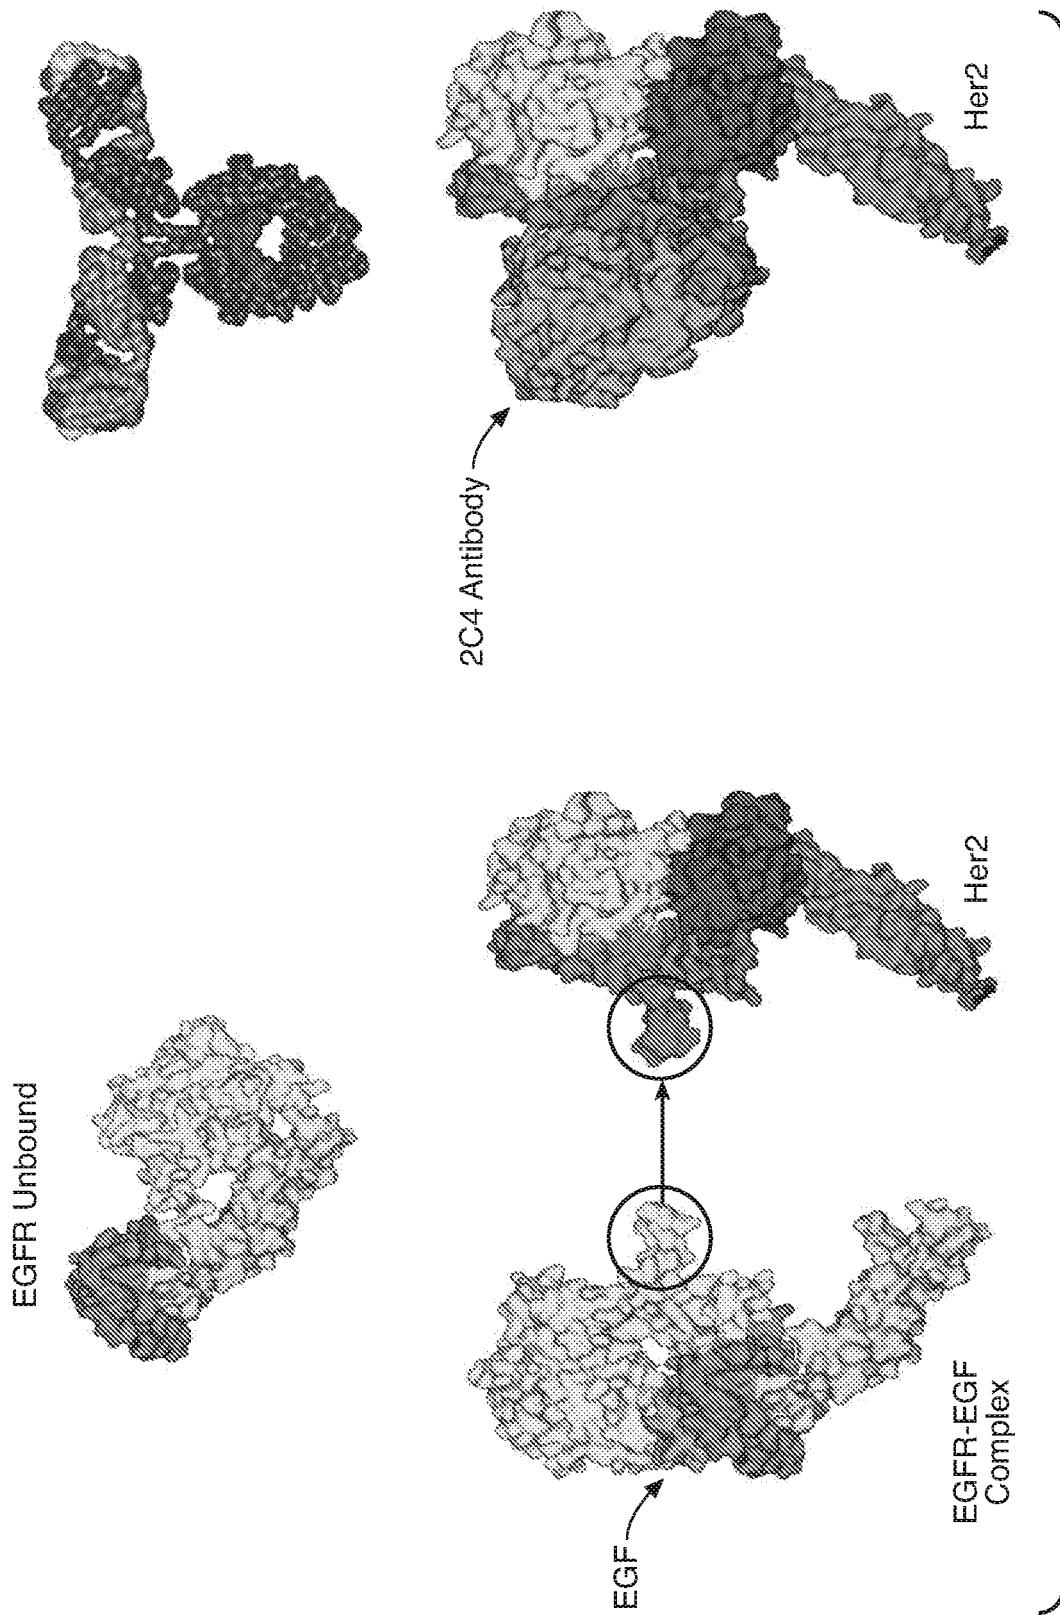 EGFR Unbound
2C4 Antibody
EGF
EGFR-EGF
Complex
Her2
Her2